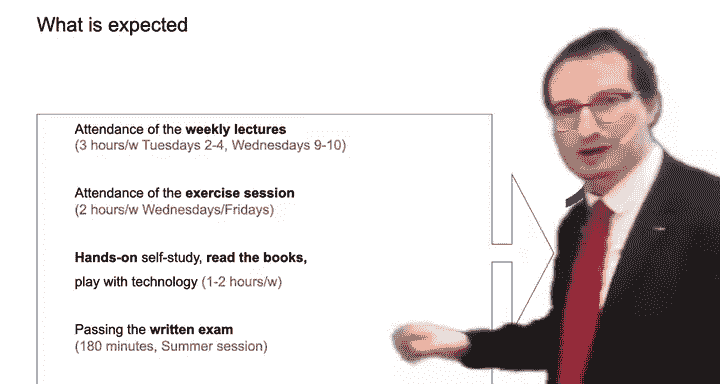 What is expected
Attendance of the weekly lectures
(3 hours/w Tuesdays 2-4, Wednesdays 9-10)
Attendance of the exercise session
(2 hours/w Wednesdays/Fridays)
Hands-on self-study, read the books,
play with technology (1-2 hours/w)
Passing the written exam
(180 minutes, Summer session)